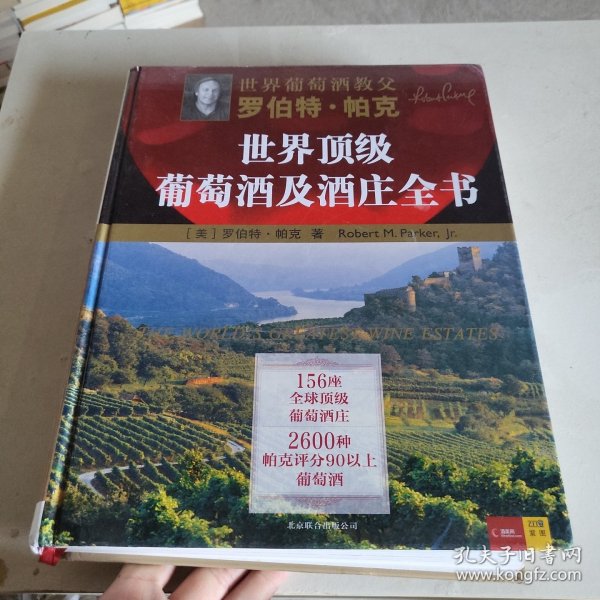 世界葡萄酒教父
罗伯特·帕克
世界顶级
葡萄酒及酒庄全书
[美] 罗伯特·帕克 著 Robert M. Parker, Jr.
THE WORLD'S GREATEST WINE ESTATES
156座
全球顶级
葡萄酒庄
2600种
帕克评分90以上
葡萄酒
北京联合出版公司
孔夫子旧书网
www.kongfz.com